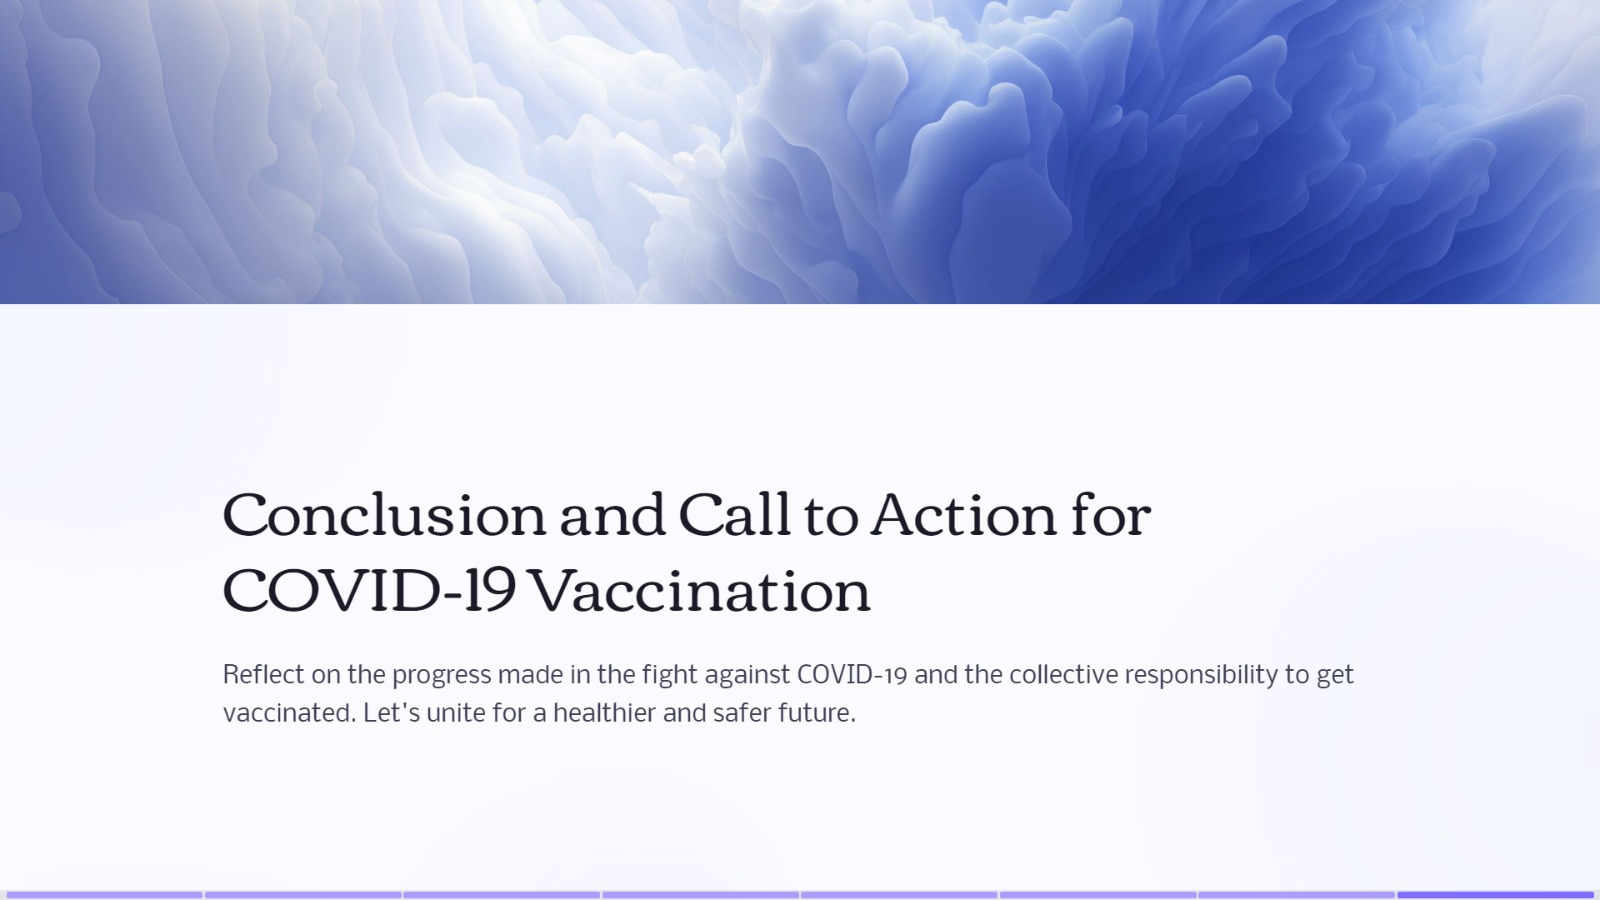 Conclusion and Call to Action for
COVID-19 Vaccination
Reflect on the progress made in the fight against COVID-19 and the collective responsibility to get
vaccinated. Let's unite for a healthier and safer future.